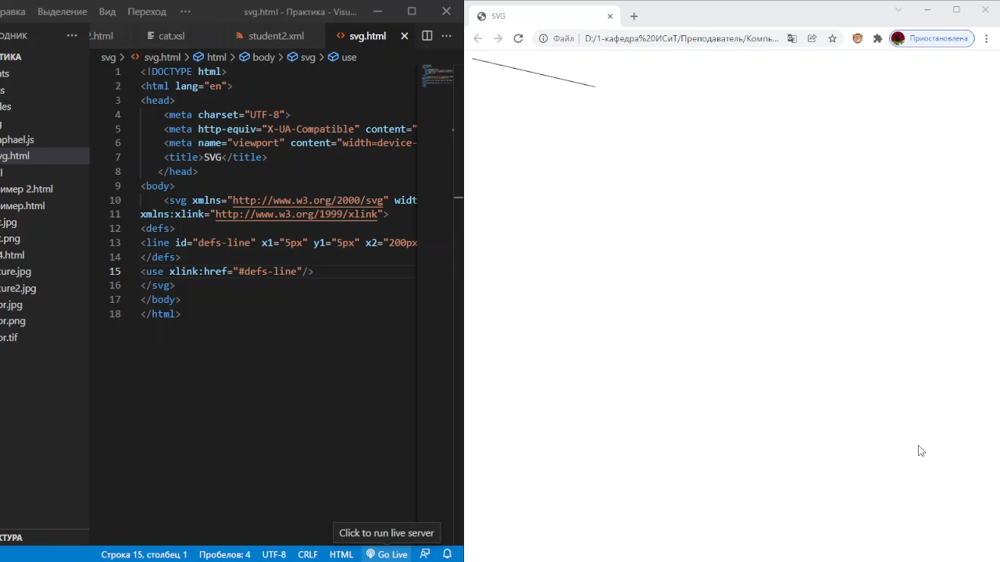 равка Выделение Вид Переход ··· svg.html - Практика - Visu...
ОДНИК ···
2.html cat.xsl student2.xml svg.html
svg > svg.html > html > body > svg > use
ТИКА
nts
s
les
g
aphael.js
vg.html
l
имер 2.html
имер.html
t.jpg
t.png
4.html
ture.jpg
ture2.jpg
or.jpg
or.png
or.tif
КТУРА
1 <!DOCTYPE html>
2 <html lang="en">
3 <head>
4 <meta charset="UTF-8">
5 <meta http-equiv="X-UA-Compatible" content="
6 <meta name="viewport" content="width=device-
7 <title>SVG</title>
8 </head>
9 <body>
10 <svg xmlns="http://www.w3.org/2000/svg" widt
11 xmlns:xlink="http://www.w3.org/1999/xlink">
12 <defs>
13 <line id="defs-line" x1="5px" y1="5px" x2="200px
14 </defs>
15 <use xlink:href="#defs-line"/>
16 </svg>
17 </body>
18 </html>
Click to run live server
Строка 15, столбец 1 Пробелов: 4 UTF-8 CRLF HTML Go Live
SVG
Файл D:/1-кафедра%20ИСиТ/Преподаватель/Компь... Приостановлена